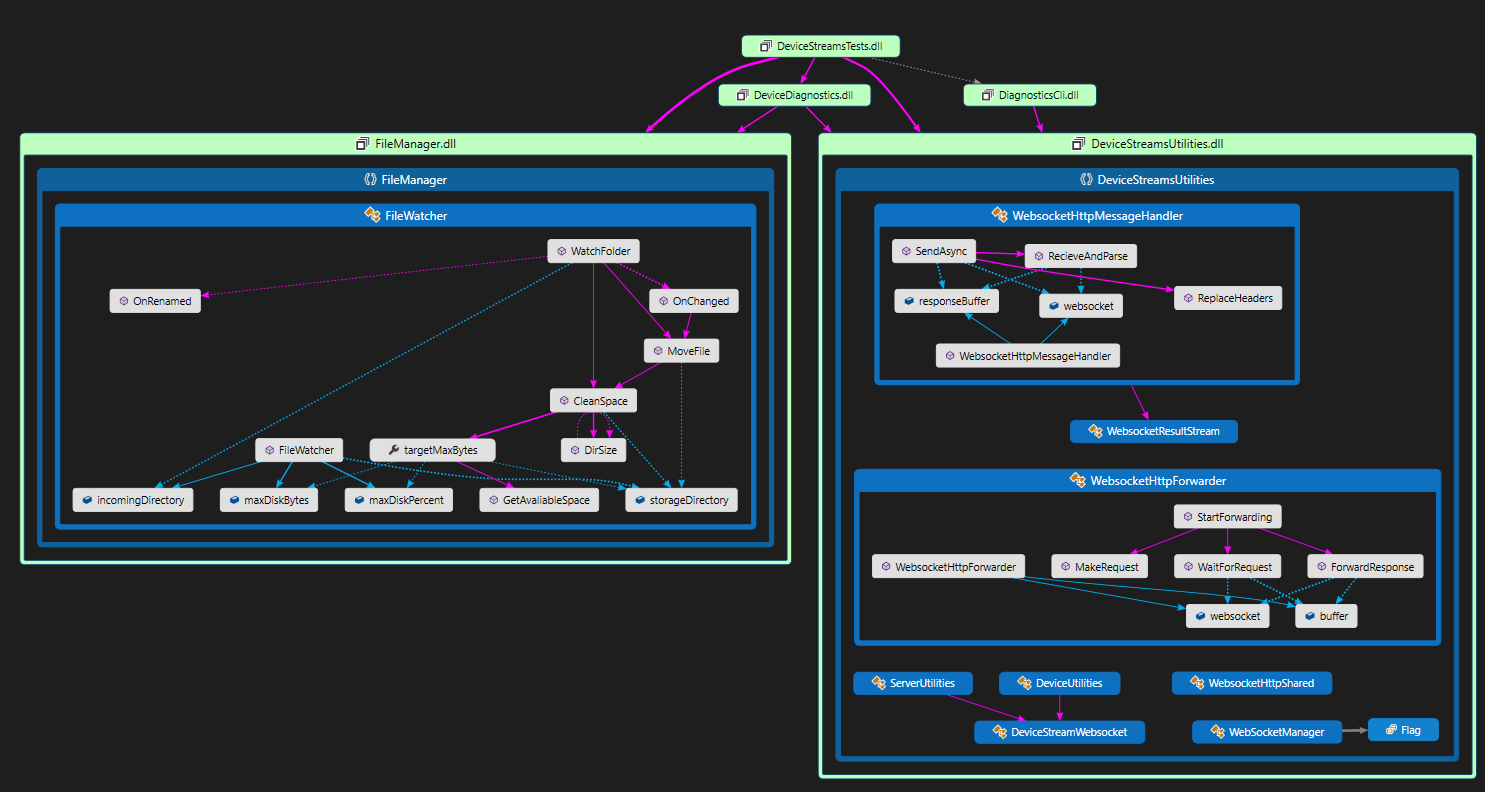 DeviceStreamsTests.dll
DeviceDiagnostics.dll
DiagnosticsCli.dll
FileManager.dll
FileManager
FileWatcher
WatchFolder
OnRenamed
OnChanged
MoveFile
CleanSpace
FileWatcher
targetMaxBytes
DirSize
incomingDirectory
maxDiskBytes
maxDiskPercent
GetAvaliableSpace
storageDirectory
DeviceStreamsUtilities.dll
DeviceStreamsUtilities
WebsocketHttpMessageHandler
SendAsync
RecieveAndParse
responseBuffer
websocket
ReplaceHeaders
WebsocketHttpMessageHandler
WebsocketResultStream
WebsocketHttpForwarder
StartForwarding
WebsocketHttpForwarder
MakeRequest
WaitForRequest
ForwardResponse
websocket
buffer
ServerUtilities
DeviceUtilities
WebsocketHttpShared
DeviceStreamWebsocket
WebSocketManager
Flag